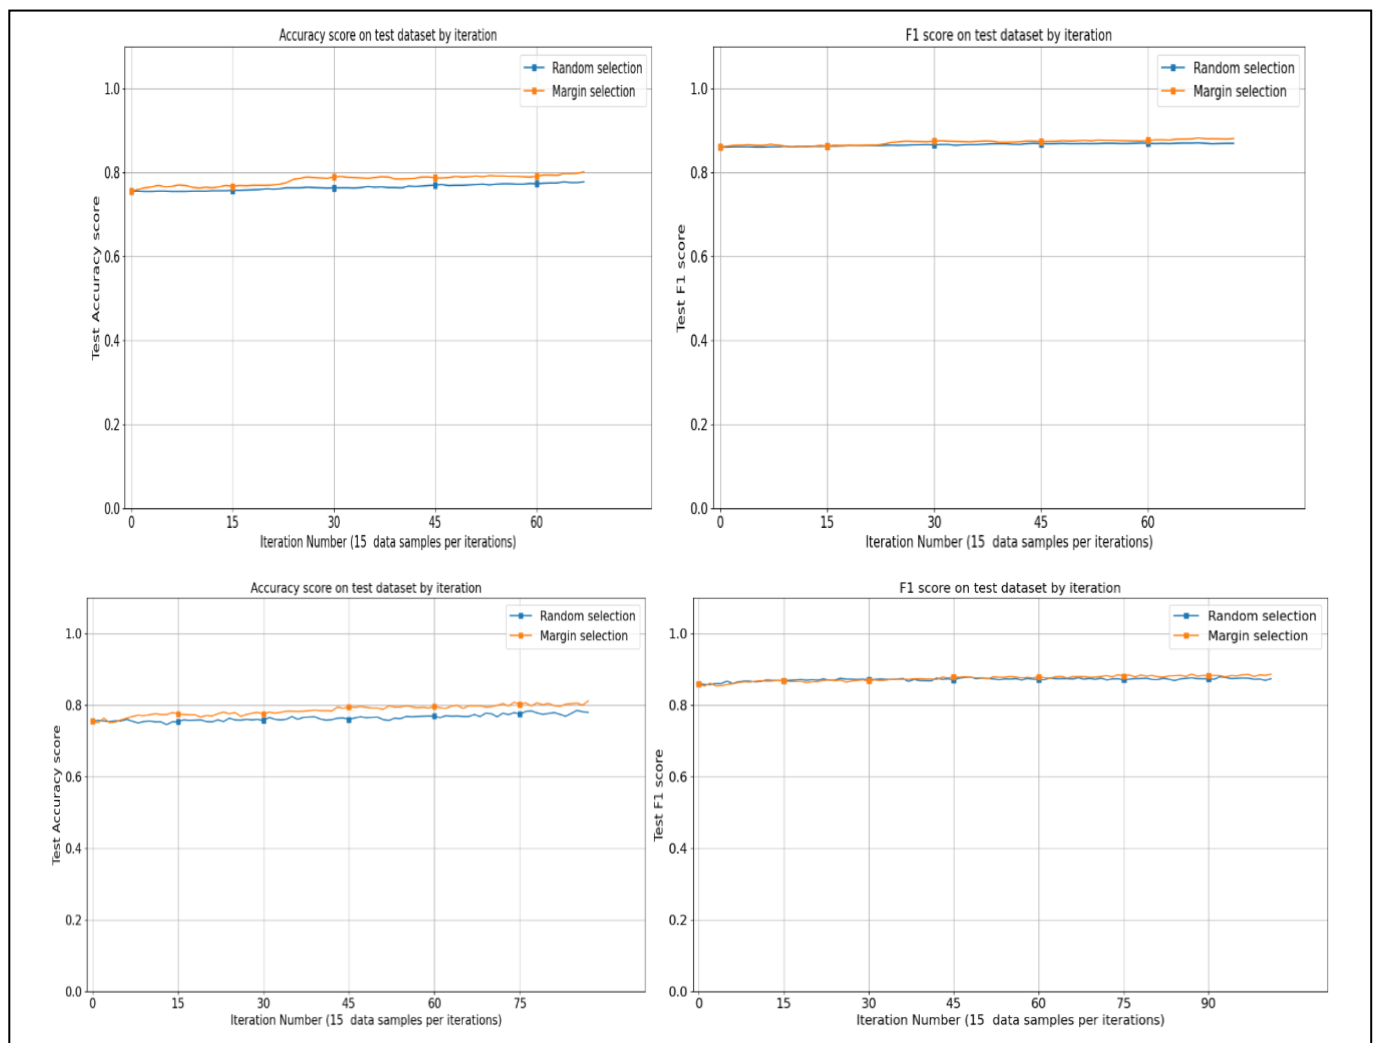 Accuracy score on test dataset by iteration
Random selection
Margin selection
1.0
0.8
0.6
0.4
0.2
0.0
Test Accuracy score
0 15 30 45 60
Iteration Number (15 data samples per iterations)
F1 score on test dataset by iteration
Random selection
Margin selection
1.0
0.8
0.6
0.4
0.2
0.0
Test F1 score
0 15 30 45 60
Iteration Number (15 data samples per iterations)
Accuracy score on test dataset by iteration
Random selection
Margin selection
1.0
0.8
0.6
0.4
0.2
0.0
Test Accuracy score
0 15 30 45 60 75
Iteration Number (15 data samples per iterations)
F1 score on test dataset by iteration
Random selection
Margin selection
1.0
0.8
0.6
0.4
0.2
0.0
Test F1 score
0 15 30 45 60 75 90
Iteration Number (15 data samples per iterations)